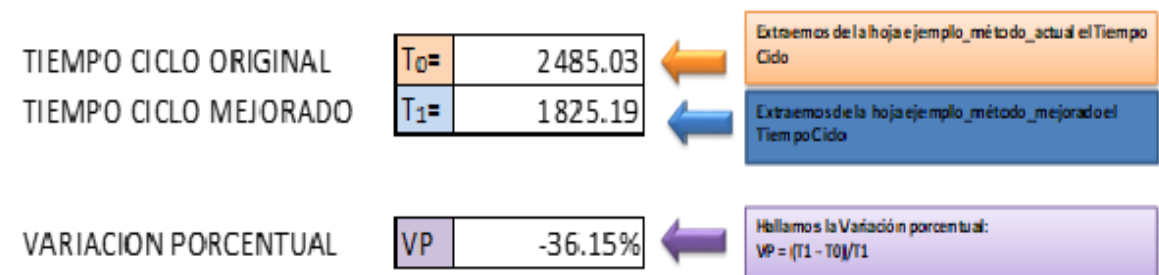 TIEMPO CICLO ORIGINAL T0= 2485.03
Extraemos de la hoja ejemplo_método_actual el Tiempo
Ciclo
TIEMPO CICLO MEJORADO T1= 1825.19
Extraemos de la hoja ejemplo_método_mejorado el
Tiempo Ciclo
VARIACION PORCENTUAL VP -36.15%
Hallamos la Variación porcentual:
VP = (T1 - T0)/T1